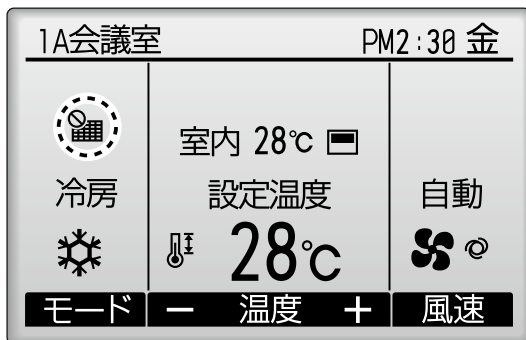 1A会議室 PM2:30 金
室内 28℃
冷房 設定温度 自動
28℃
モード − 温度 + 風速